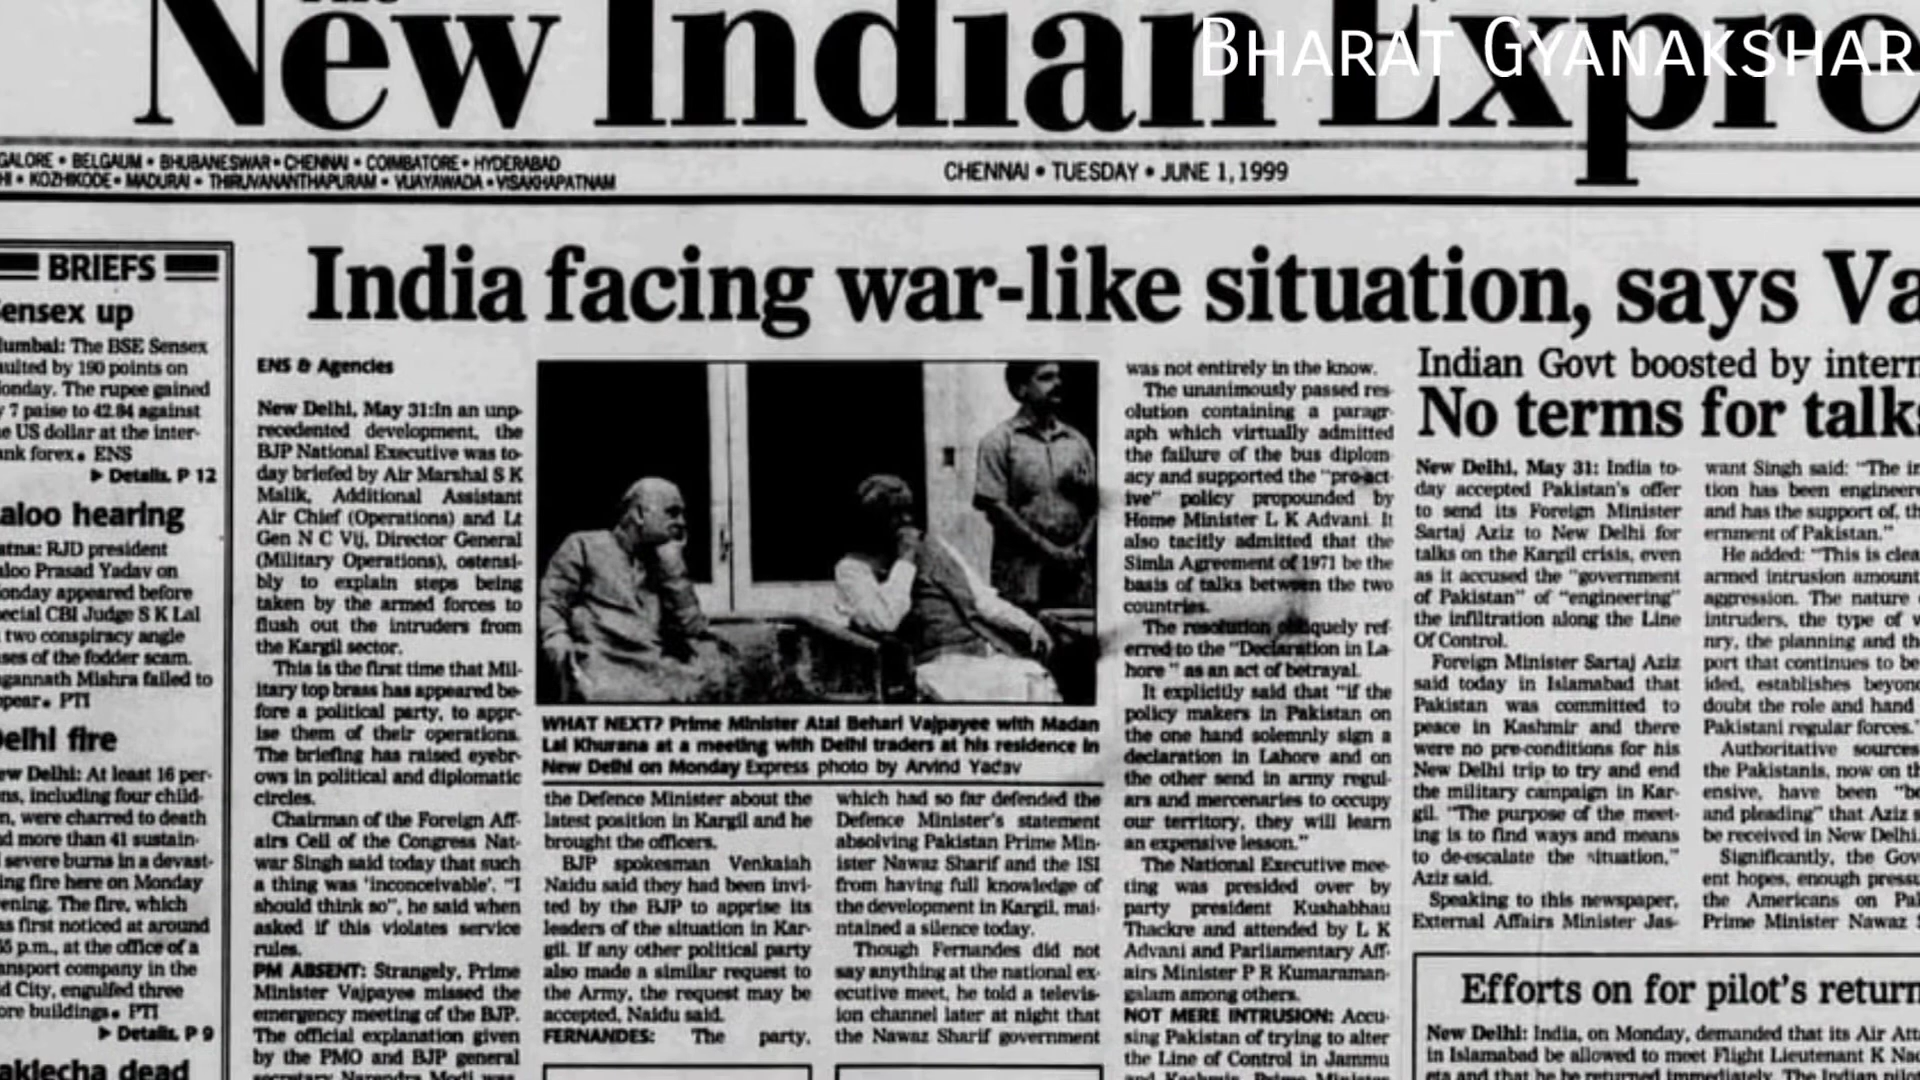 New Indian Expre
BHARAT GYANAKSHAR
GALORE • BELGAUM • BHUBANESWAR • CHENNAI • COIMBATORE • HYDERABAD
HI • KOZHIKODE • MADURAI • THIRUVANANTHAPURAM • VIJAYAWADA • VISAKHAPATNAM
CHENNAI • TUESDAY • JUNE 1, 1999
BRIEFS
ensex up
umbai: The BSE Sensex
aulted by 190 points on
onday. The rupee gained
y 7 paise to 42.84 against
e US dollar at the inter-
ank forex. ENS
Details, P 12
aloo hearing
atna: RJD president
aloo Prasad Yadav on
onday appeared before
pecial CBI Judge S K Lal
two conspiracy angle
ses of the fodder scam.
gannath Mishra failed to
ppear. PTI
elhi fire
ew Delhi: At least 16 per-
ns, including four child-
n, were charred to death
d more than 41 sustain-
severe burns in a devast-
ing fire here on Monday
ening. The fire, which
as first noticed at around
p.m., at the office of a
ansport company in the
d City, engulfed three
ore buildings. PTI
Details, P 9
aklecha dead
India facing war-like situation, says Va
ENS & Agencies
New Delhi, May 31:In an unp-
recedented development, the
BJP National Executive was to-
day briefed by Air Marshal S K
Malik, Additional Assistant
Air Chief (Operations) and Lt
Gen N C Vij, Director General
(Military Operations), ostensi-
bly to explain steps being
taken by the armed forces to
flush out the intruders from
the Kargil sector.
This is the first time that Mil-
itary top brass has appeared be-
fore a political party, to appr-
ise them of their operations.
The briefing has raised eyebr-
ows in political and diplomatic
circles.
Chairman of the Foreign Aff-
airs Cell of the Congress Nat-
war Singh said today that such
a thing was 'inconceivable'. "I
should think so", he said when
asked if this violates service
rules.
PM ABSENT: Strangely, Prime
Minister Vajpayee missed the
emergency meeting of the BJP.
The official explanation given
by the PMO and BJP general
secretary Narendra Modi was
WHAT NEXT? Prime Minister Atal Behari Vajpayee with Madan
Lal Khurana at a meeting with Delhi traders at his residence in
New Delhi on Monday Express photo by Arvind Yadav
the Defence Minister about the
latest position in Kargil and he
brought the officers.
BJP spokesman Venkaiah
Naidu said they had been invi-
ted by the BJP to apprise its
leaders of the situation in Kar-
gil. If any other political party
also made a similar request to
the Army, the request may be
accepted, Naidu said.
FERNANDES: The party,
which had so far defended the
Defence Minister's statement
absolving Pakistan Prime Min-
ister Nawaz Sharif and the ISI
from having full knowledge of
the development in Kargil, mai-
ntained a silence today.
Though Fernandes did not
say anything at the national ex-
ecutive meet, he told a televis-
ion channel later at night that
the Nawaz Sharif government
was not entirely in the know.
The unanimously passed res-
olution containing a paragr-
aph which virtually admitted
the failure of the bus diplom-
acy and supported the "pro-act-
ive" policy propounded by
Home Minister L K Advani. It
also tacitly admitted that the
Simla Agreement of 1971 be the
basis of talks between the two
countries.
The resolution obliquely ref-
erred to the "Declaration in La-
hore " as an act of betrayal.
It explicitly said that "if the
policy makers in Pakistan on
the one hand solemnly sign a
declaration in Lahore and on
the other send in army regul-
ars and mercenaries to occupy
our territory, they will learn
an expensive lesson."
The National Executive mee-
ting was presided over by
party president Kushabhau
Thackre and attended by L K
Advani and Parliamentary Aff-
airs Minister P R Kumaraman-
galam among others.
NOT MERE INTRUSION: Accu-
sing Pakistan of trying to alter
the Line of Control in Jammu
and Kashmir, Prime Minister
Indian Govt boosted by intern
No terms for talks
New Delhi, May 31: India to-
day accepted Pakistan's offer
to send its Foreign Minister
Sartaj Aziz to New Delhi for
talks on the Kargil crisis, even
as it accused the "government
of Pakistan" of "engineering"
the infiltration along the Line
Of Control.
Foreign Minister Sartaj Aziz
said today in Islamabad that
Pakistan was committed to
peace in Kashmir and there
were no pre-conditions for his
New Delhi trip to try and end
the military campaign in Kar-
gil. "The purpose of the meet-
ing is to find ways and means
to de-escalate the situation,"
Aziz said.
Speaking to this newspaper,
External Affairs Minister Jas-
want Singh said: "The in
tion has been engineere
and has the support of, th
ernment of Pakistan."
He added: "This is clea
armed intrusion amount
aggression. The nature o
intruders, the type of w
nry, the planning and th
port that continues to be
ided, establishes beyond
doubt the role and hand
Pakistani regular forces."
Authoritative sources
the Pakistanis, now on th
ensive, have been "be
and pleading" that Aziz s
be received in New Delhi.
Significantly, the Gov
ent hopes, enough pressu
the Americans on Pak
Prime Minister Nawaz S
Efforts on for pilot's return
New Delhi: India, on Monday, demanded that its Air Atta
in Islamabad be allowed to meet Flight Lieutenant K Nac
eta and that he be returned immediately. The Indian pilot